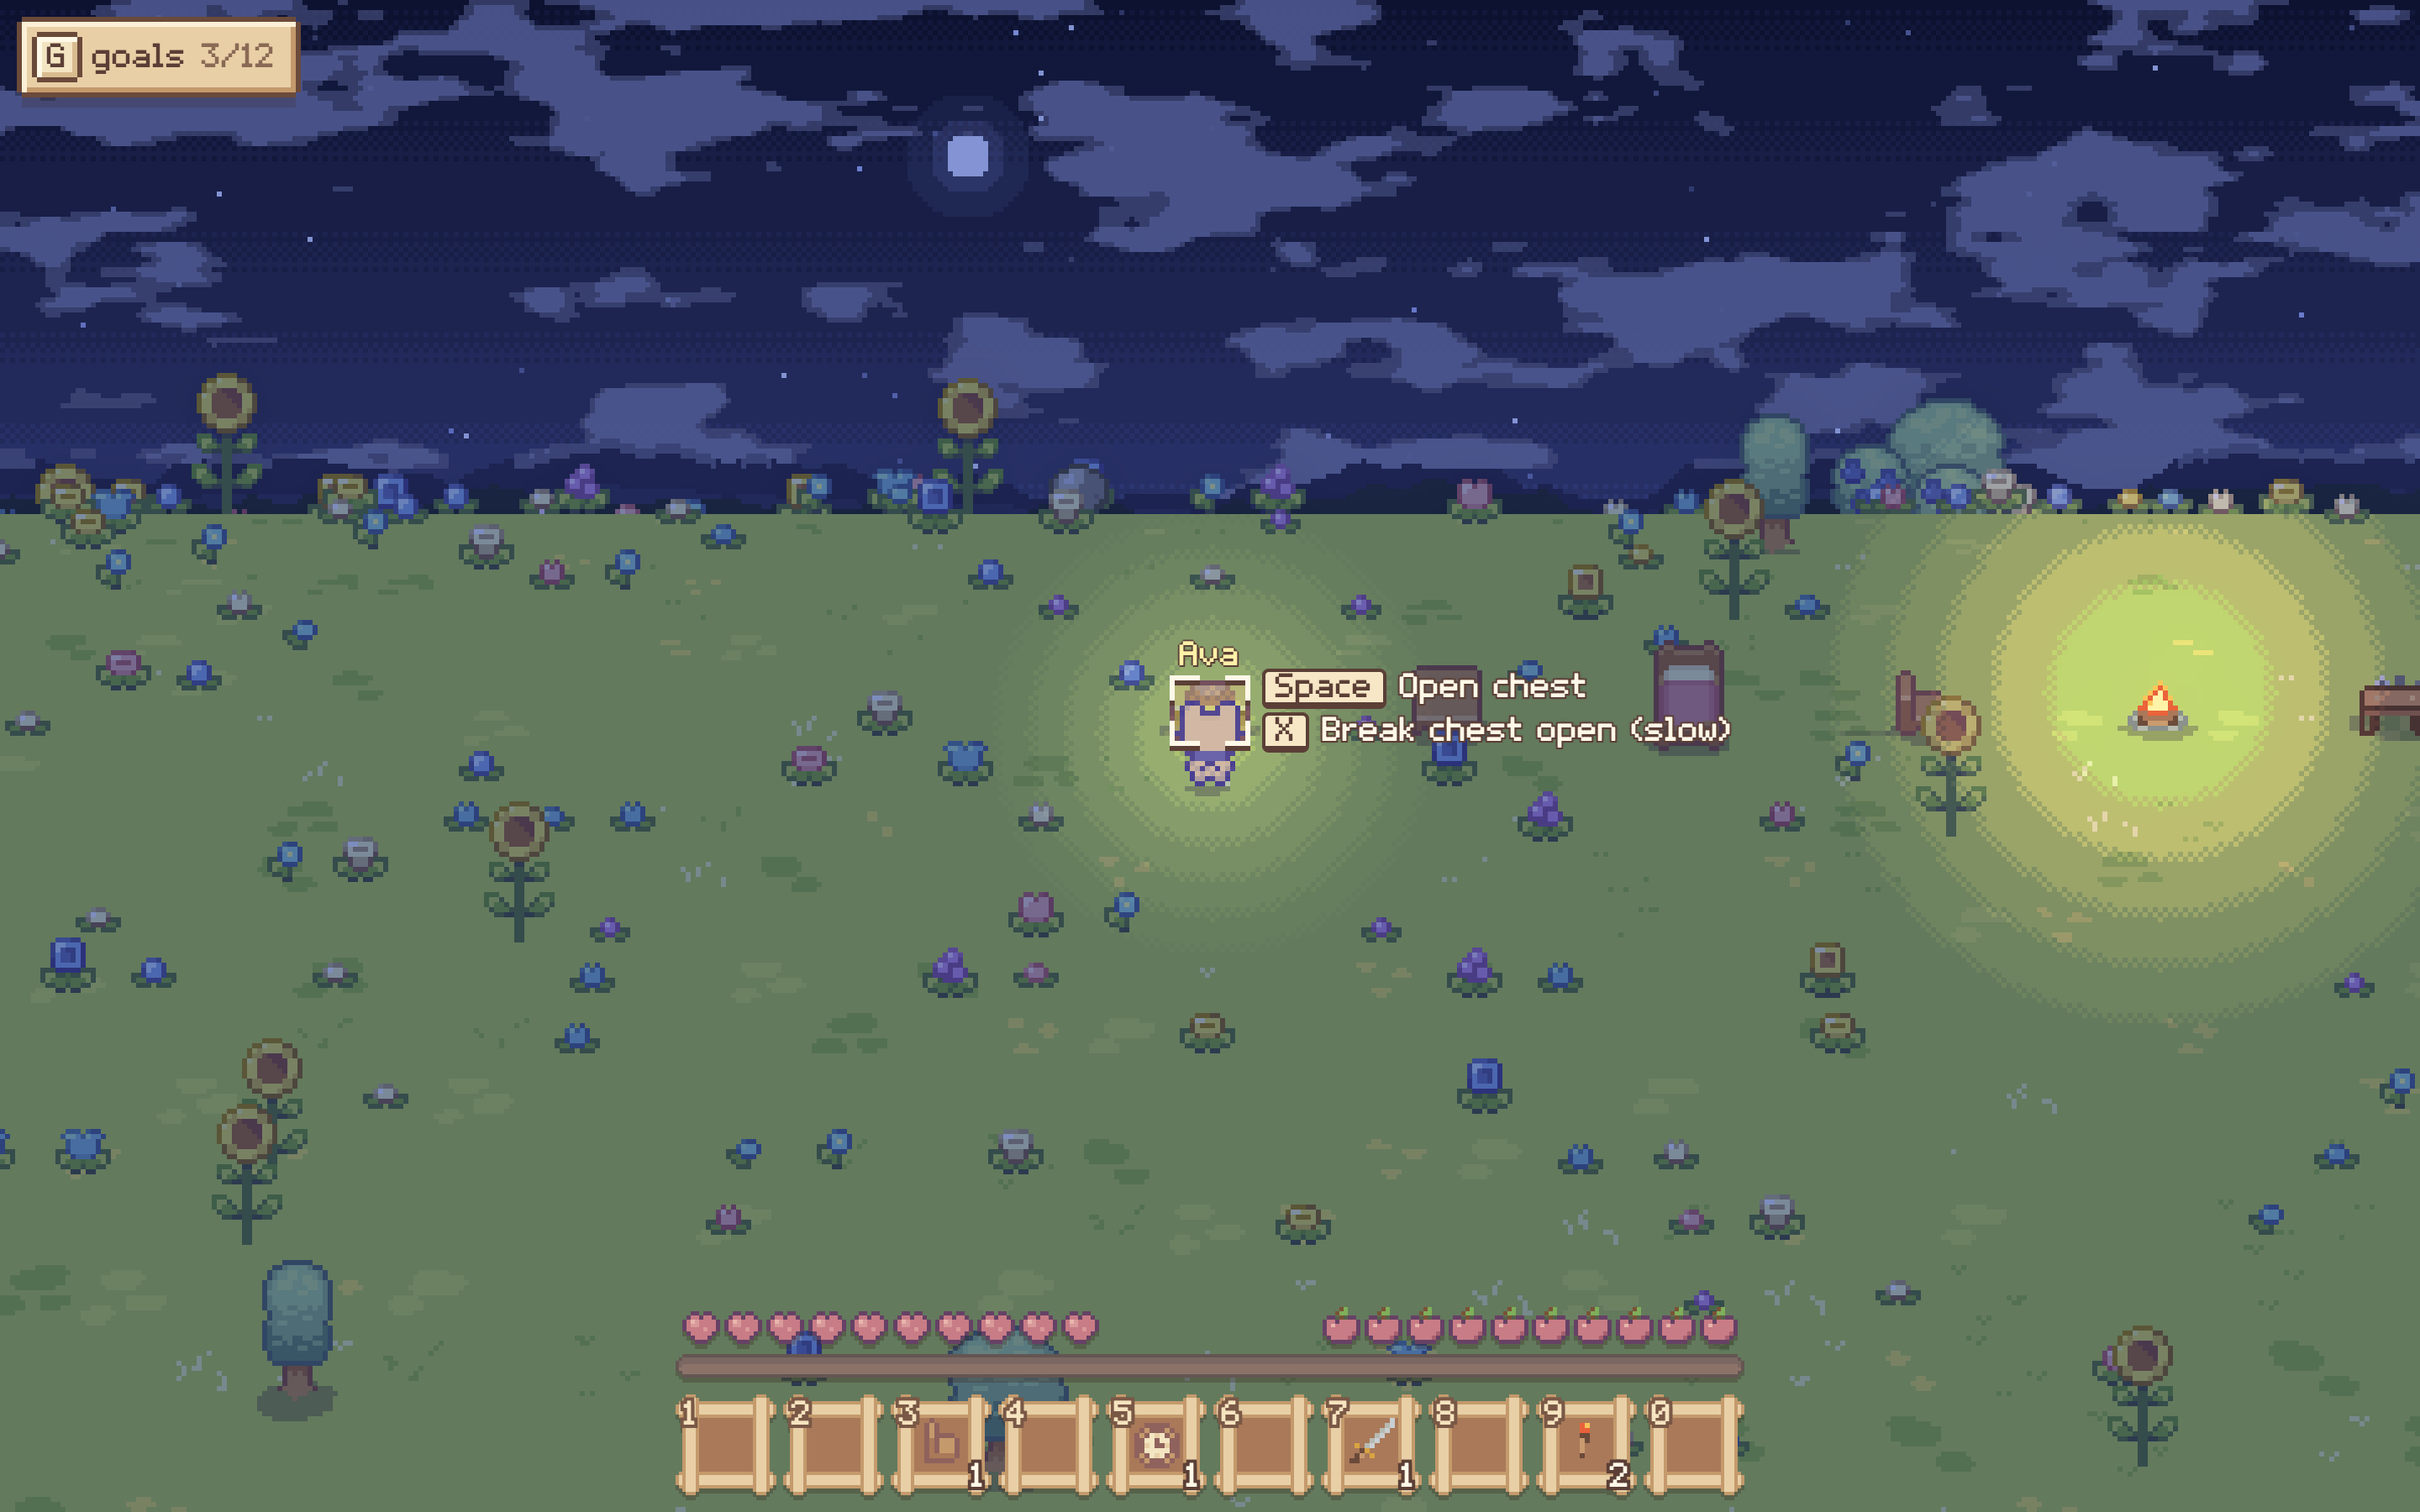 G goals 3/12
Ava
Space Open chest
X Break chest open (slow)
1 2 3 4 5 6 7 8 9 0
1 1 1 2